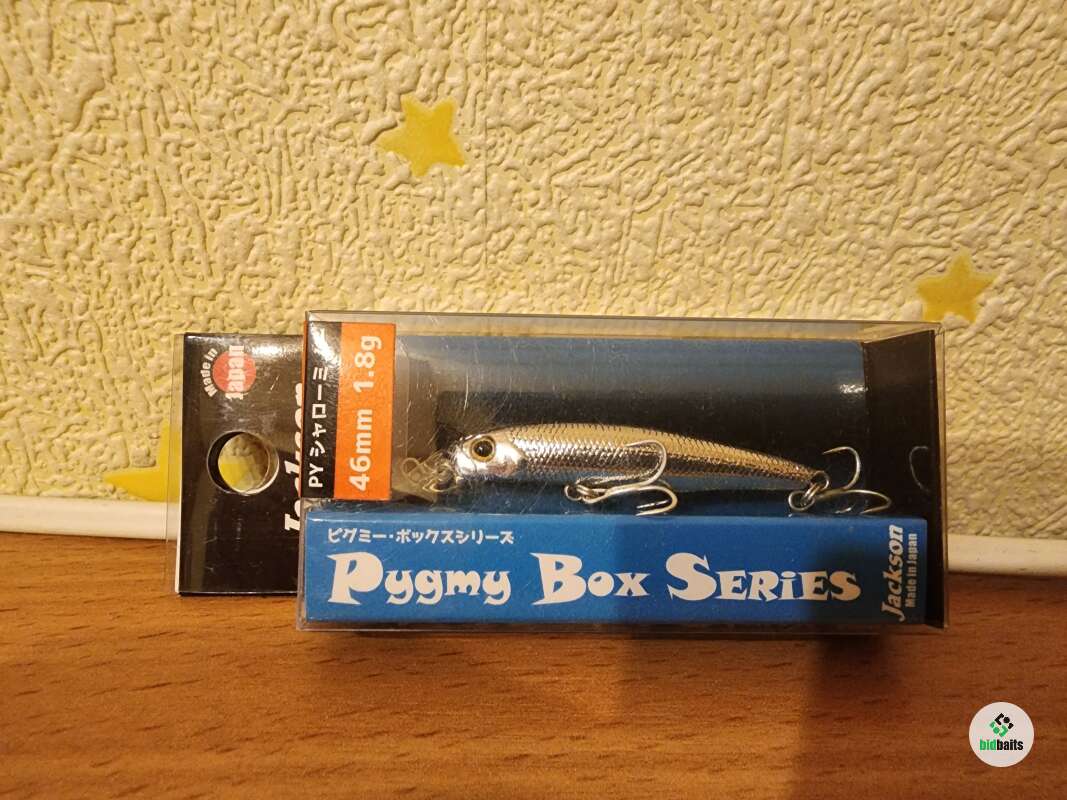 Made in
Japan
Jackson
PY シャローミ
46mm 1.8g
ピグミー・ボックスシリーズ
Pygmy Box Series
Jackson
Made in Japan
bidbaits